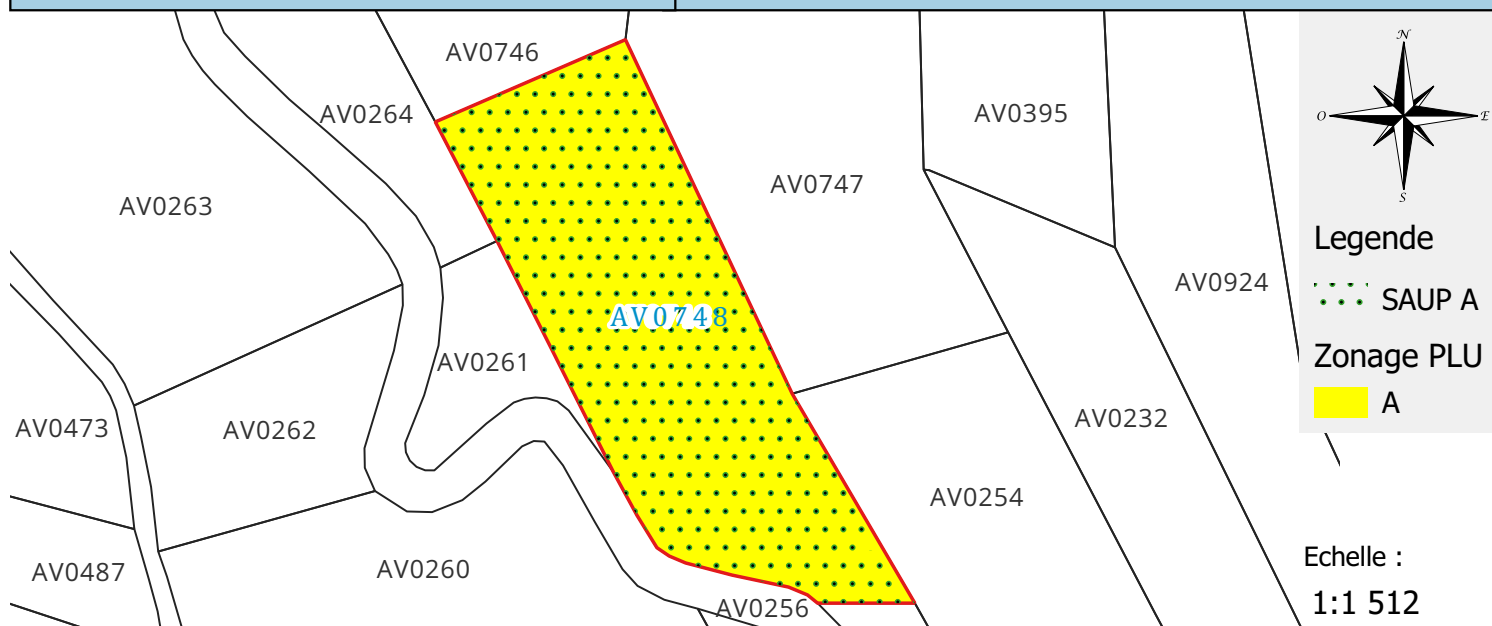 AV0746
AV0264
AV0395
AV0747
AV0263
AV0924
AV0748
AV0261
AV0232
AV0473
AV0262
AV0254
AV0487
AV0260
AV0256
N
O
E
S
Legende
SAUP A
Zonage PLU
A
Echelle :
1:1 512